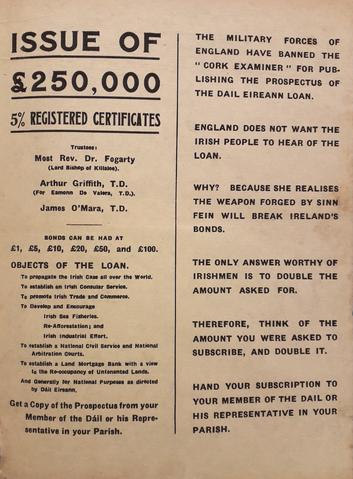 ISSUE OF
£250,000
5% REGISTERED CERTIFICATES
Trustees:
Most Rev. Dr. Fogarty
(Lord Bishop of Killaloe).
Arthur Griffith, T.D.
(For Eamonn De Valera, T.D.).
James O'Mara, T.D.
BONDS CAN BE HAD AT
£1, £5, £10, £20, £50, and £100.
OBJECTS OF THE LOAN.
To propagate the Irish Case all over the World.
To establish an Irish Consular Service.
To promote Irish Trade and Commerce.
To Develop and Encourage
Irish Sea Fisheries.
Re-Afforestation; and
Irish Industrial Effort.
To establish a National Civil Service and National
Arbitration Courts.
To establish a Land Mortgage Bank with a view
to the Re-occupancy of Untenanted Lands.
And Generally for National Purposes as directed
by Dáil Eireann.
Get a Copy of the Prospectus from your
Member of the Dáil or his Repre-
sentative in your Parish.
THE MILITARY FORCES OF
ENGLAND HAVE BANNED THE
"CORK EXAMINER" FOR PUB-
LISHING THE PROSPECTUS OF
THE DAIL EIREANN LOAN.
ENGLAND DOES NOT WANT THE
IRISH PEOPLE TO HEAR OF THE
LOAN.
WHY? BECAUSE SHE REALISES
THE WEAPON FORGED BY SINN
FEIN WILL BREAK IRELAND'S
BONDS.
THE ONLY ANSWER WORTHY OF
IRISHMEN IS TO DOUBLE THE
AMOUNT ASKED FOR.
THEREFORE, THINK OF THE
AMOUNT YOU WERE ASKED TO
SUBSCRIBE, AND DOUBLE IT.
HAND YOUR SUBSCRIPTION TO
YOUR MEMBER OF THE DAIL OR
HIS REPRESENTATIVE IN YOUR
PARISH.